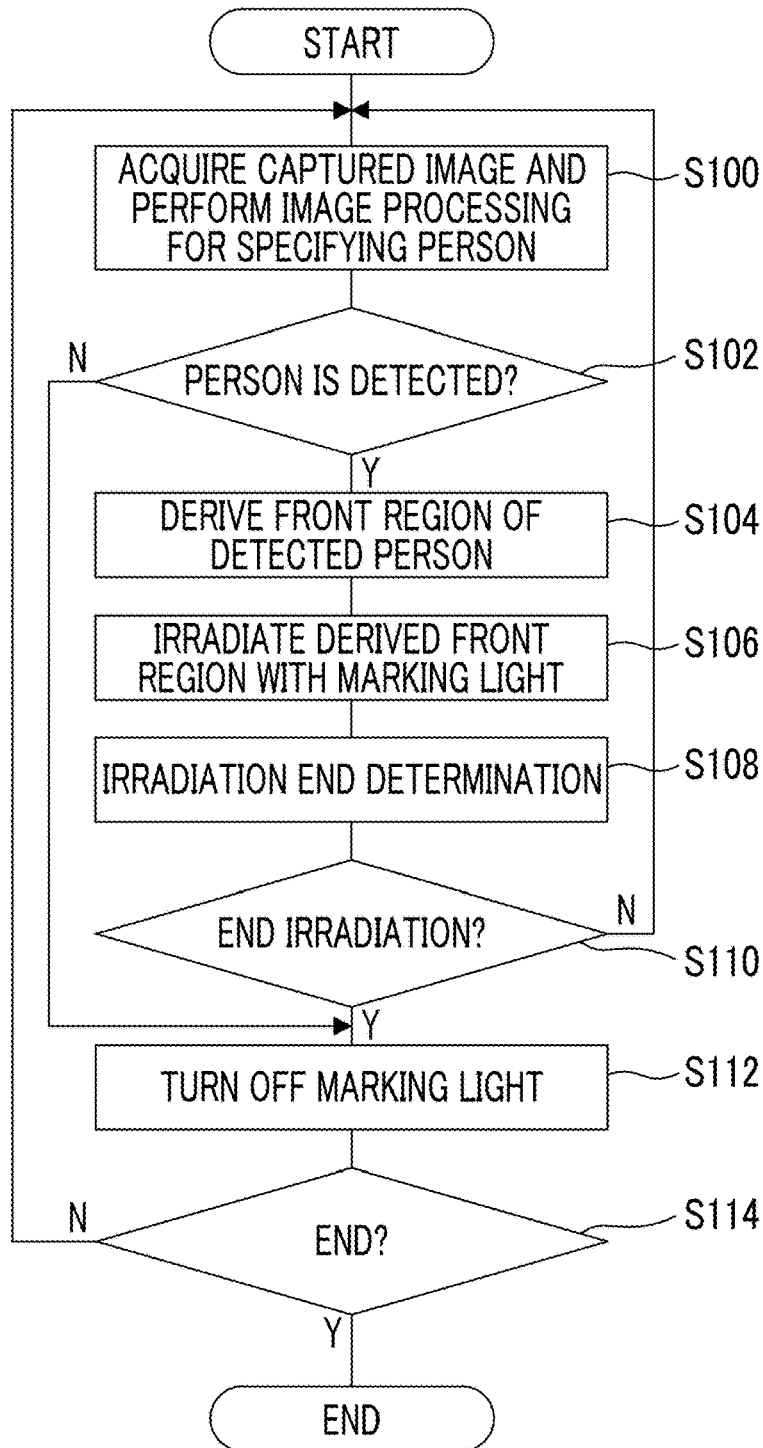 START
ACQUIRE CAPTURED IMAGE AND
PERFORM IMAGE PROCESSING
FOR SPECIFYING PERSON
S100
N
PERSON IS DETECTED?
S102
Y
DERIVE FRONT REGION OF
DETECTED PERSON
S104
IRRADIATE DERIVED FRONT
REGION WITH MARKING LIGHT
S106
IRRADIATION END DETERMINATION
S108
END IRRADIATION?
N
S110
Y
TURN OFF MARKING LIGHT
S112
N
END?
S114
Y
END